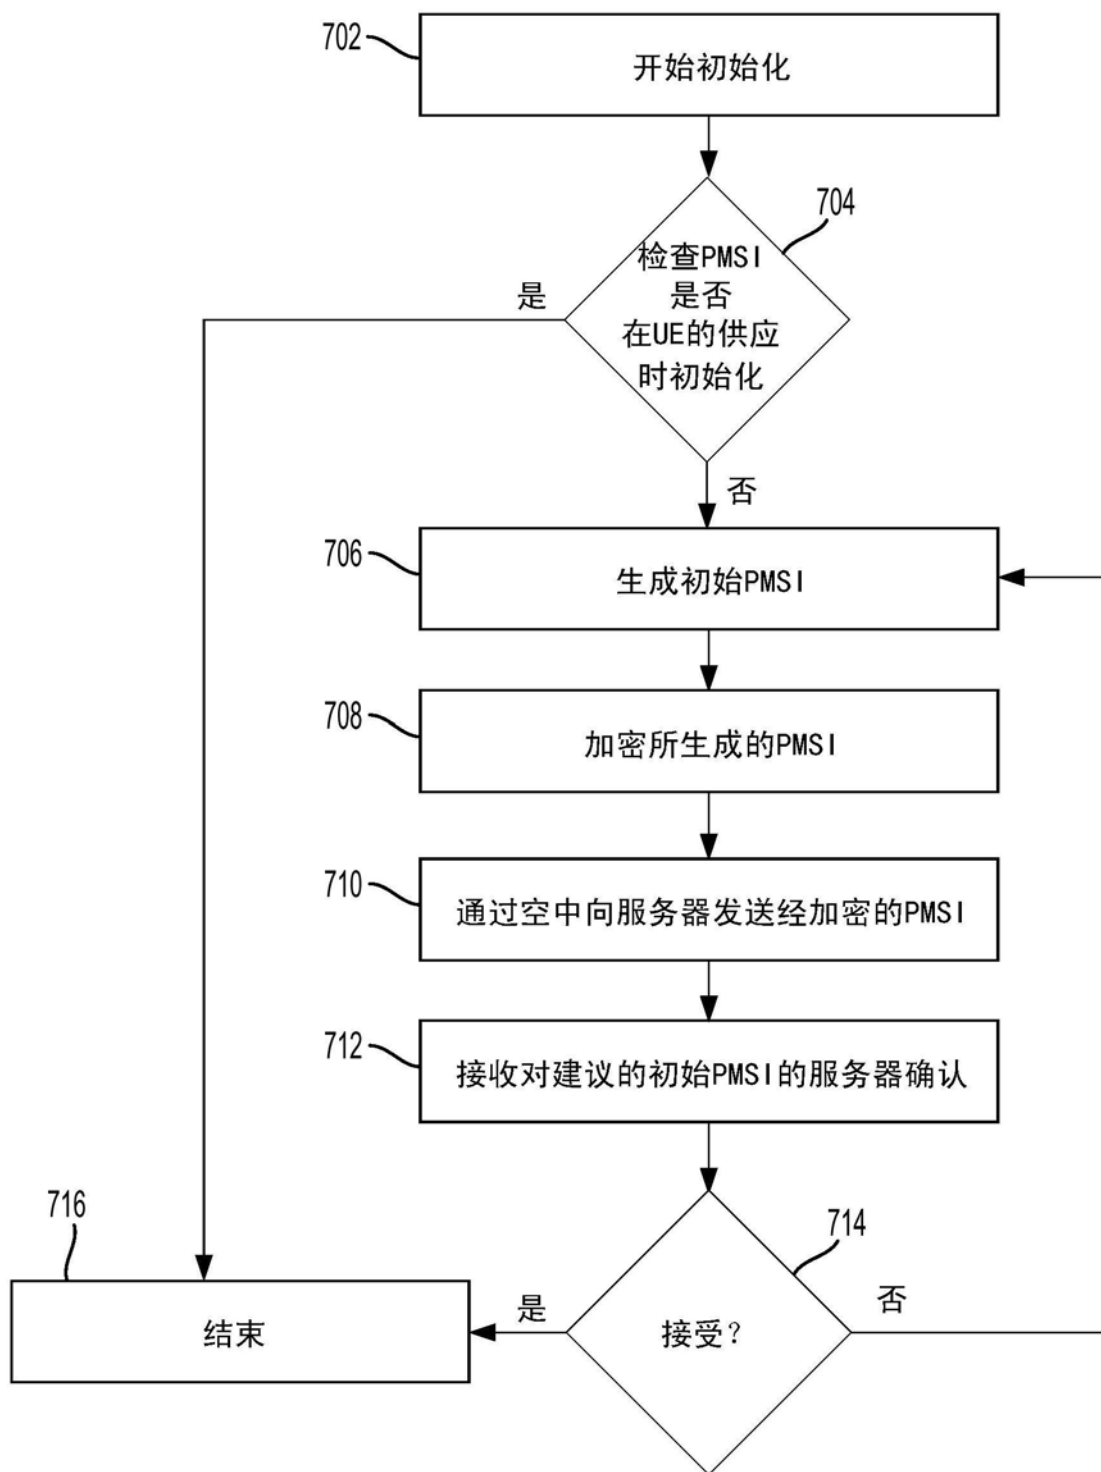 702
开始初始化
704
检查PMSI
是否
在UE的供应
时初始化
是
否
706
生成初始PMSI
708
加密所生成的PMSI
710
通过空中向服务器发送经加密的PMSI
712
接收对建议的初始PMSI的服务器确认
714
接受?
是
否
716
结束